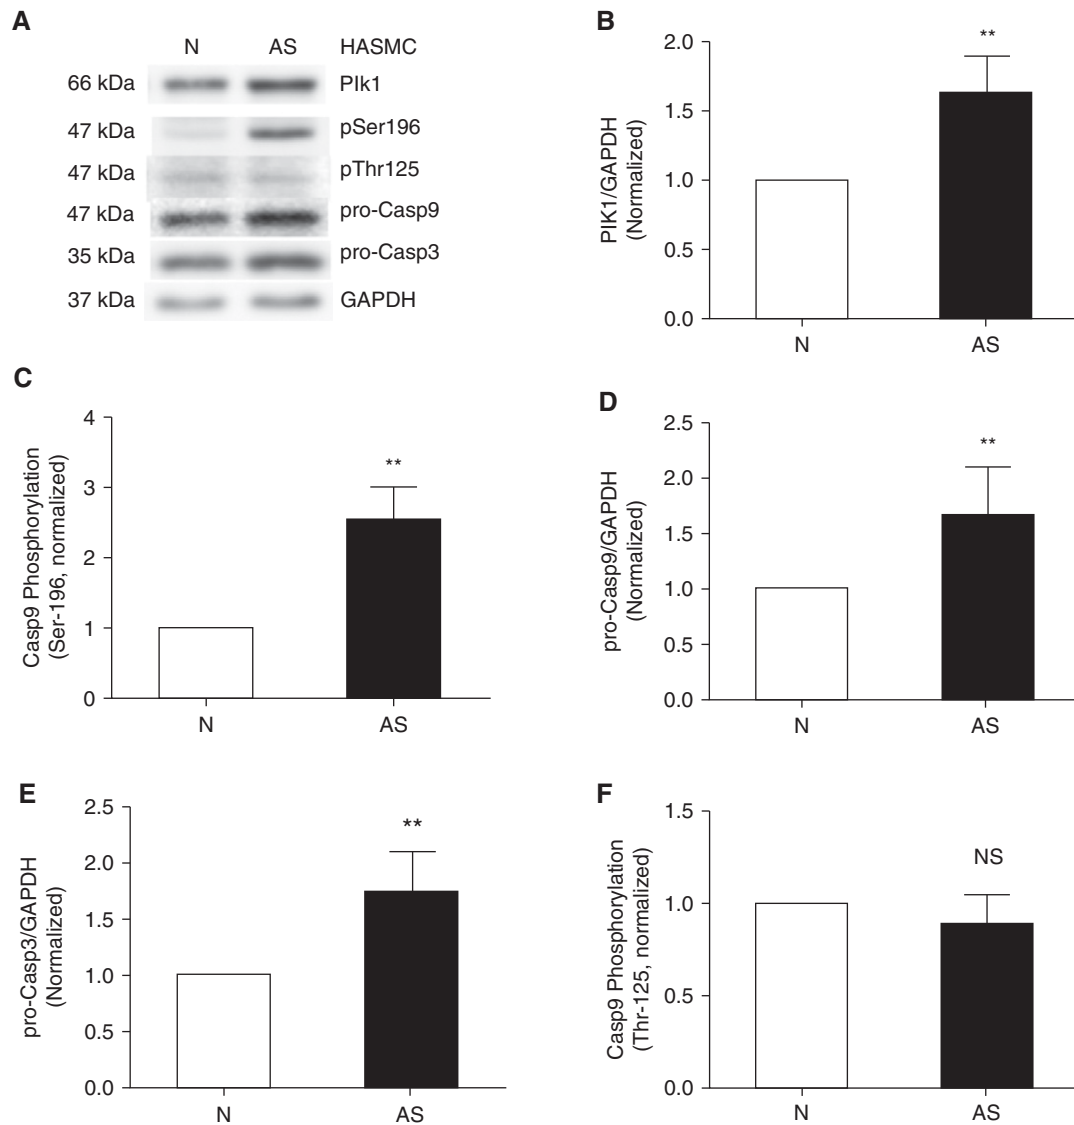 A
N AS HASMC
66 kDa Plk1
47 kDa pSer196
47 kDa pThr125
47 kDa pro-Casp9
35 kDa pro-Casp3
37 kDa GAPDH
B
PlK1/GAPDH
(Normalized)
2.0
1.5
1.0
0.5
0.0
**
N AS
C
Casp9 Phosphorylation
(Ser-196, normalized)
4
3
2
1
0
**
N AS
D
pro-Casp9/GAPDH
(Normalized)
2.5
2.0
1.5
1.0
0.5
0.0
**
N AS
E
pro-Casp3/GAPDH
(Normalized)
2.5
2.0
1.5
1.0
0.5
0.0
**
N AS
F
Casp9 Phosphorylation
(Thr-125, normalized)
1.5
1.0
0.5
0.0
NS
N AS